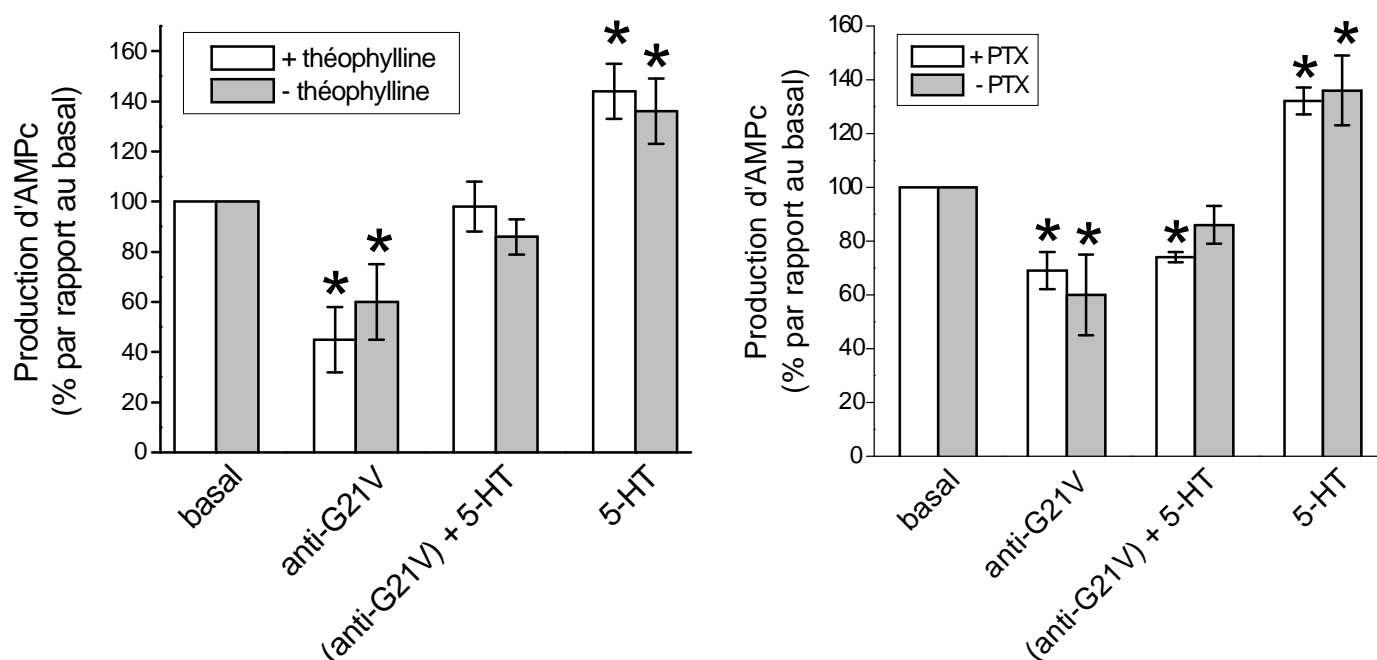 Production d'AMPc
(% par rapport au basal)
160
140
120
100
80
60
40
20
0
+ théophylline
- théophylline
*
*
*
*
basal
anti-G21V
(anti-G21V) + 5-HT
5-HT
Production d'AMPc
(% par rapport au basal)
160
140
120
100
80
60
40
20
0
+ PTX
- PTX
*
*
*
*
*
basal
anti-G21V
(anti-G21V) + 5-HT
5-HT